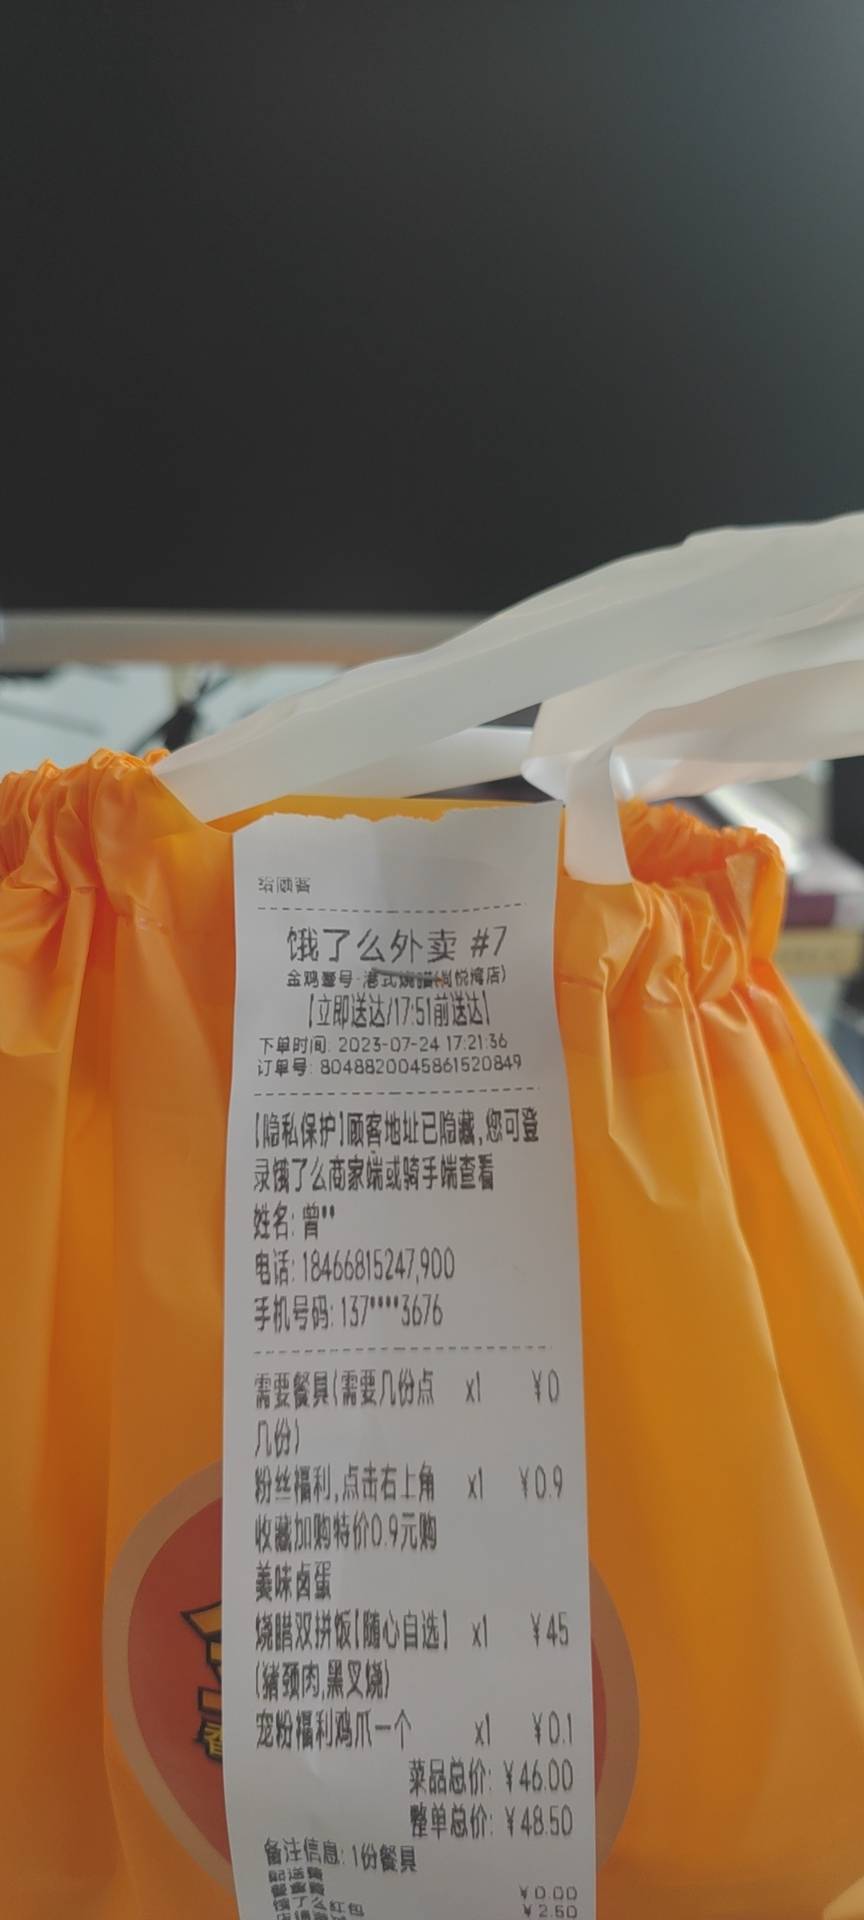 给顾客
饿了么外卖 #7
金鸡壹号·港式烧腊(尚悦湾店)
【立即送达/17:51前送达】
下单时间: 2023-07-24 17:21:36
订单号: 8048820045861520849
【隐私保护】顾客地址已隐藏,您可登
录饿了么商家端或骑手端查看
姓名: 曾**
电话: 18466815247,900
手机号码: 137****3676
需要餐具(需要几份点 x1 ¥0
几份)
粉丝福利,点击右上角 x1 ¥0.9
收藏加购特价0.9元购
美味卤蛋
烧腊双拼饭【随心自选】 x1 ¥45
(猪颈肉,黑叉烧)
宠粉福利鸡爪一个 x1 ¥0.1
菜品总价: ¥46.00
整单总价: ¥48.50
备注信息: 1份餐具
配送费
餐盒费 ¥0.00
饿了么红包 ¥2.50
香